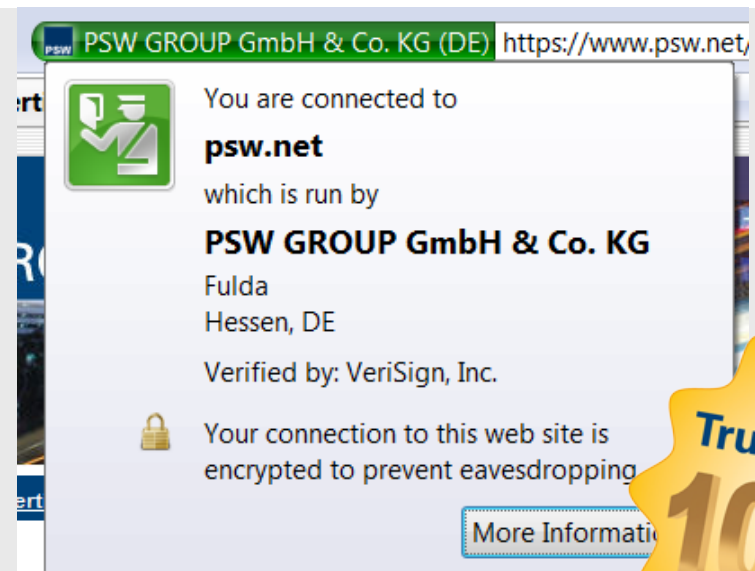 PSW PSW GROUP GmbH & Co. KG (DE) https://www.psw.net/
You are connected to
psw.net
which is run by
PSW GROUP GmbH & Co. KG
Fulda
Hessen, DE
Verified by: VeriSign, Inc.
Your connection to this web site is
encrypted to prevent eavesdropping
More Informati
Tru
10